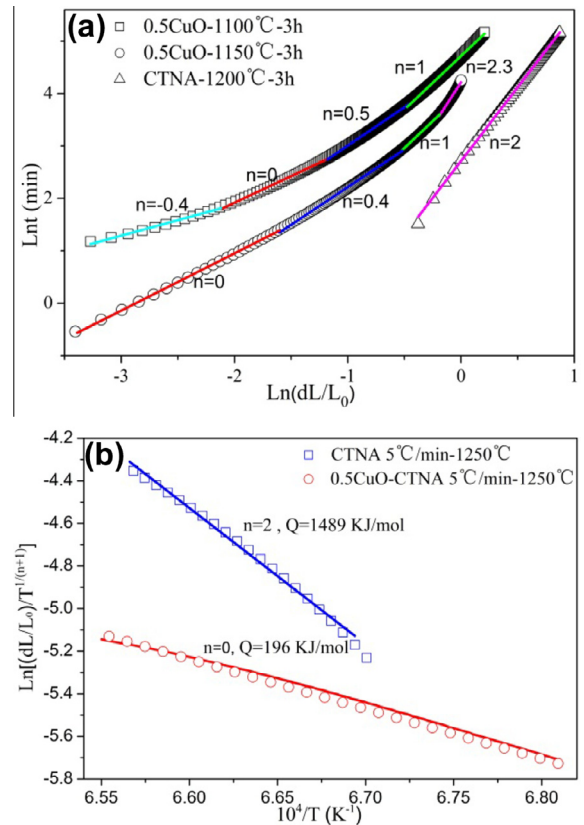 (a)
0.5CuO-1100℃-3h
0.5CuO-1150℃-3h
CTNA-1200℃-3h
n=2.3
n=1
n=0.5
n=2
n=1
n=0
n=0.4
n=-0.4
n=0
4
2
0
Lnt (min)
-3 -2 -1 0 1
Ln(dL/L₀)
(b)
CTNA 5℃/min-1250℃
0.5CuO-CTNA 5℃/min-1250℃
n=2 , Q=1489 KJ/mol
n=0, Q=196 KJ/mol
-4.2
-4.4
-4.6
-4.8
-5.0
-5.2
-5.4
-5.6
-5.8
Ln[(dL/L₀)/T^1/(n+1)]
6.55 6.60 6.65 6.70 6.75 6.80
10⁴/T (K⁻¹)